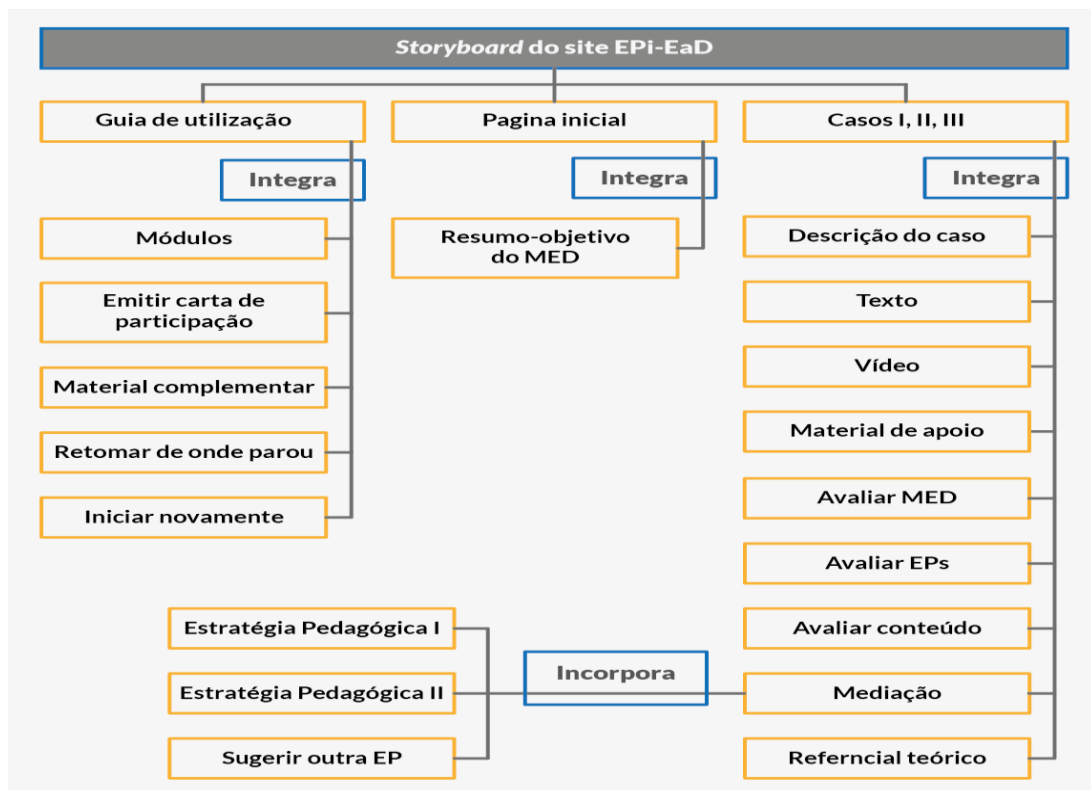 Storyboard do site EPi-EaD
Guia de utilização
Integra
Módulos
Emitir carta de
participação
Material complementar
Retomar de onde parou
Iniciar novamente
Pagina inicial
Integra
Resumo-objetivo
do MED
Casos I, II, III
Integra
Descrição do caso
Texto
Vídeo
Material de apoio
Avaliar MED
Avaliar EPs
Avaliar conteúdo
Mediação
Referncial teórico
Incorpora
Estratégia Pedagógica I
Estratégia Pedagógica II
Sugerir outra EP